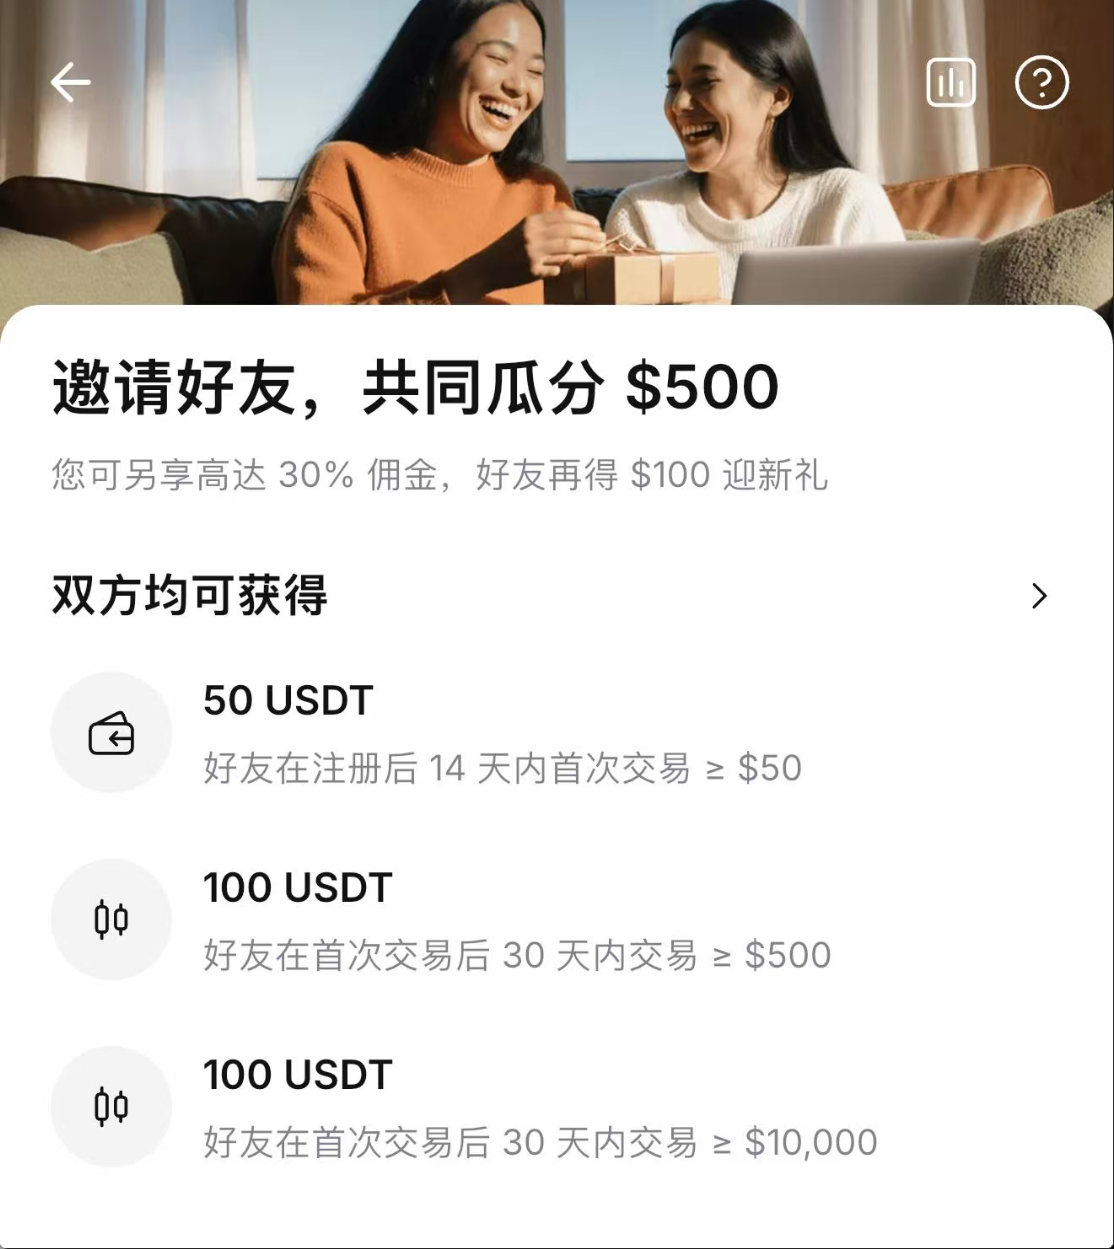 邀请好友，共同瓜分 $500
您可另享高达 30% 佣金，好友再得 $100 迎新礼
双方均可获得
50 USDT
好友在注册后 14 天内首次交易 ≥ $50
100 USDT
好友在首次交易后 30 天内交易 ≥ $500
100 USDT
好友在首次交易后 30 天内交易 ≥ $10,000